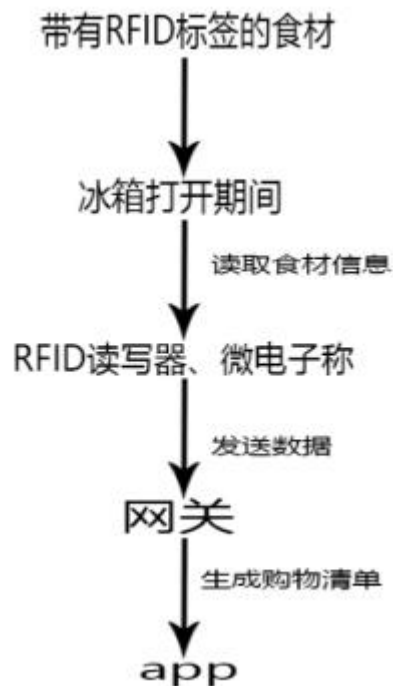 带有RFID标签的食材
冰箱打开期间
读取食材信息
RFID读写器、微电子称
发送数据
网关
生成购物清单
app